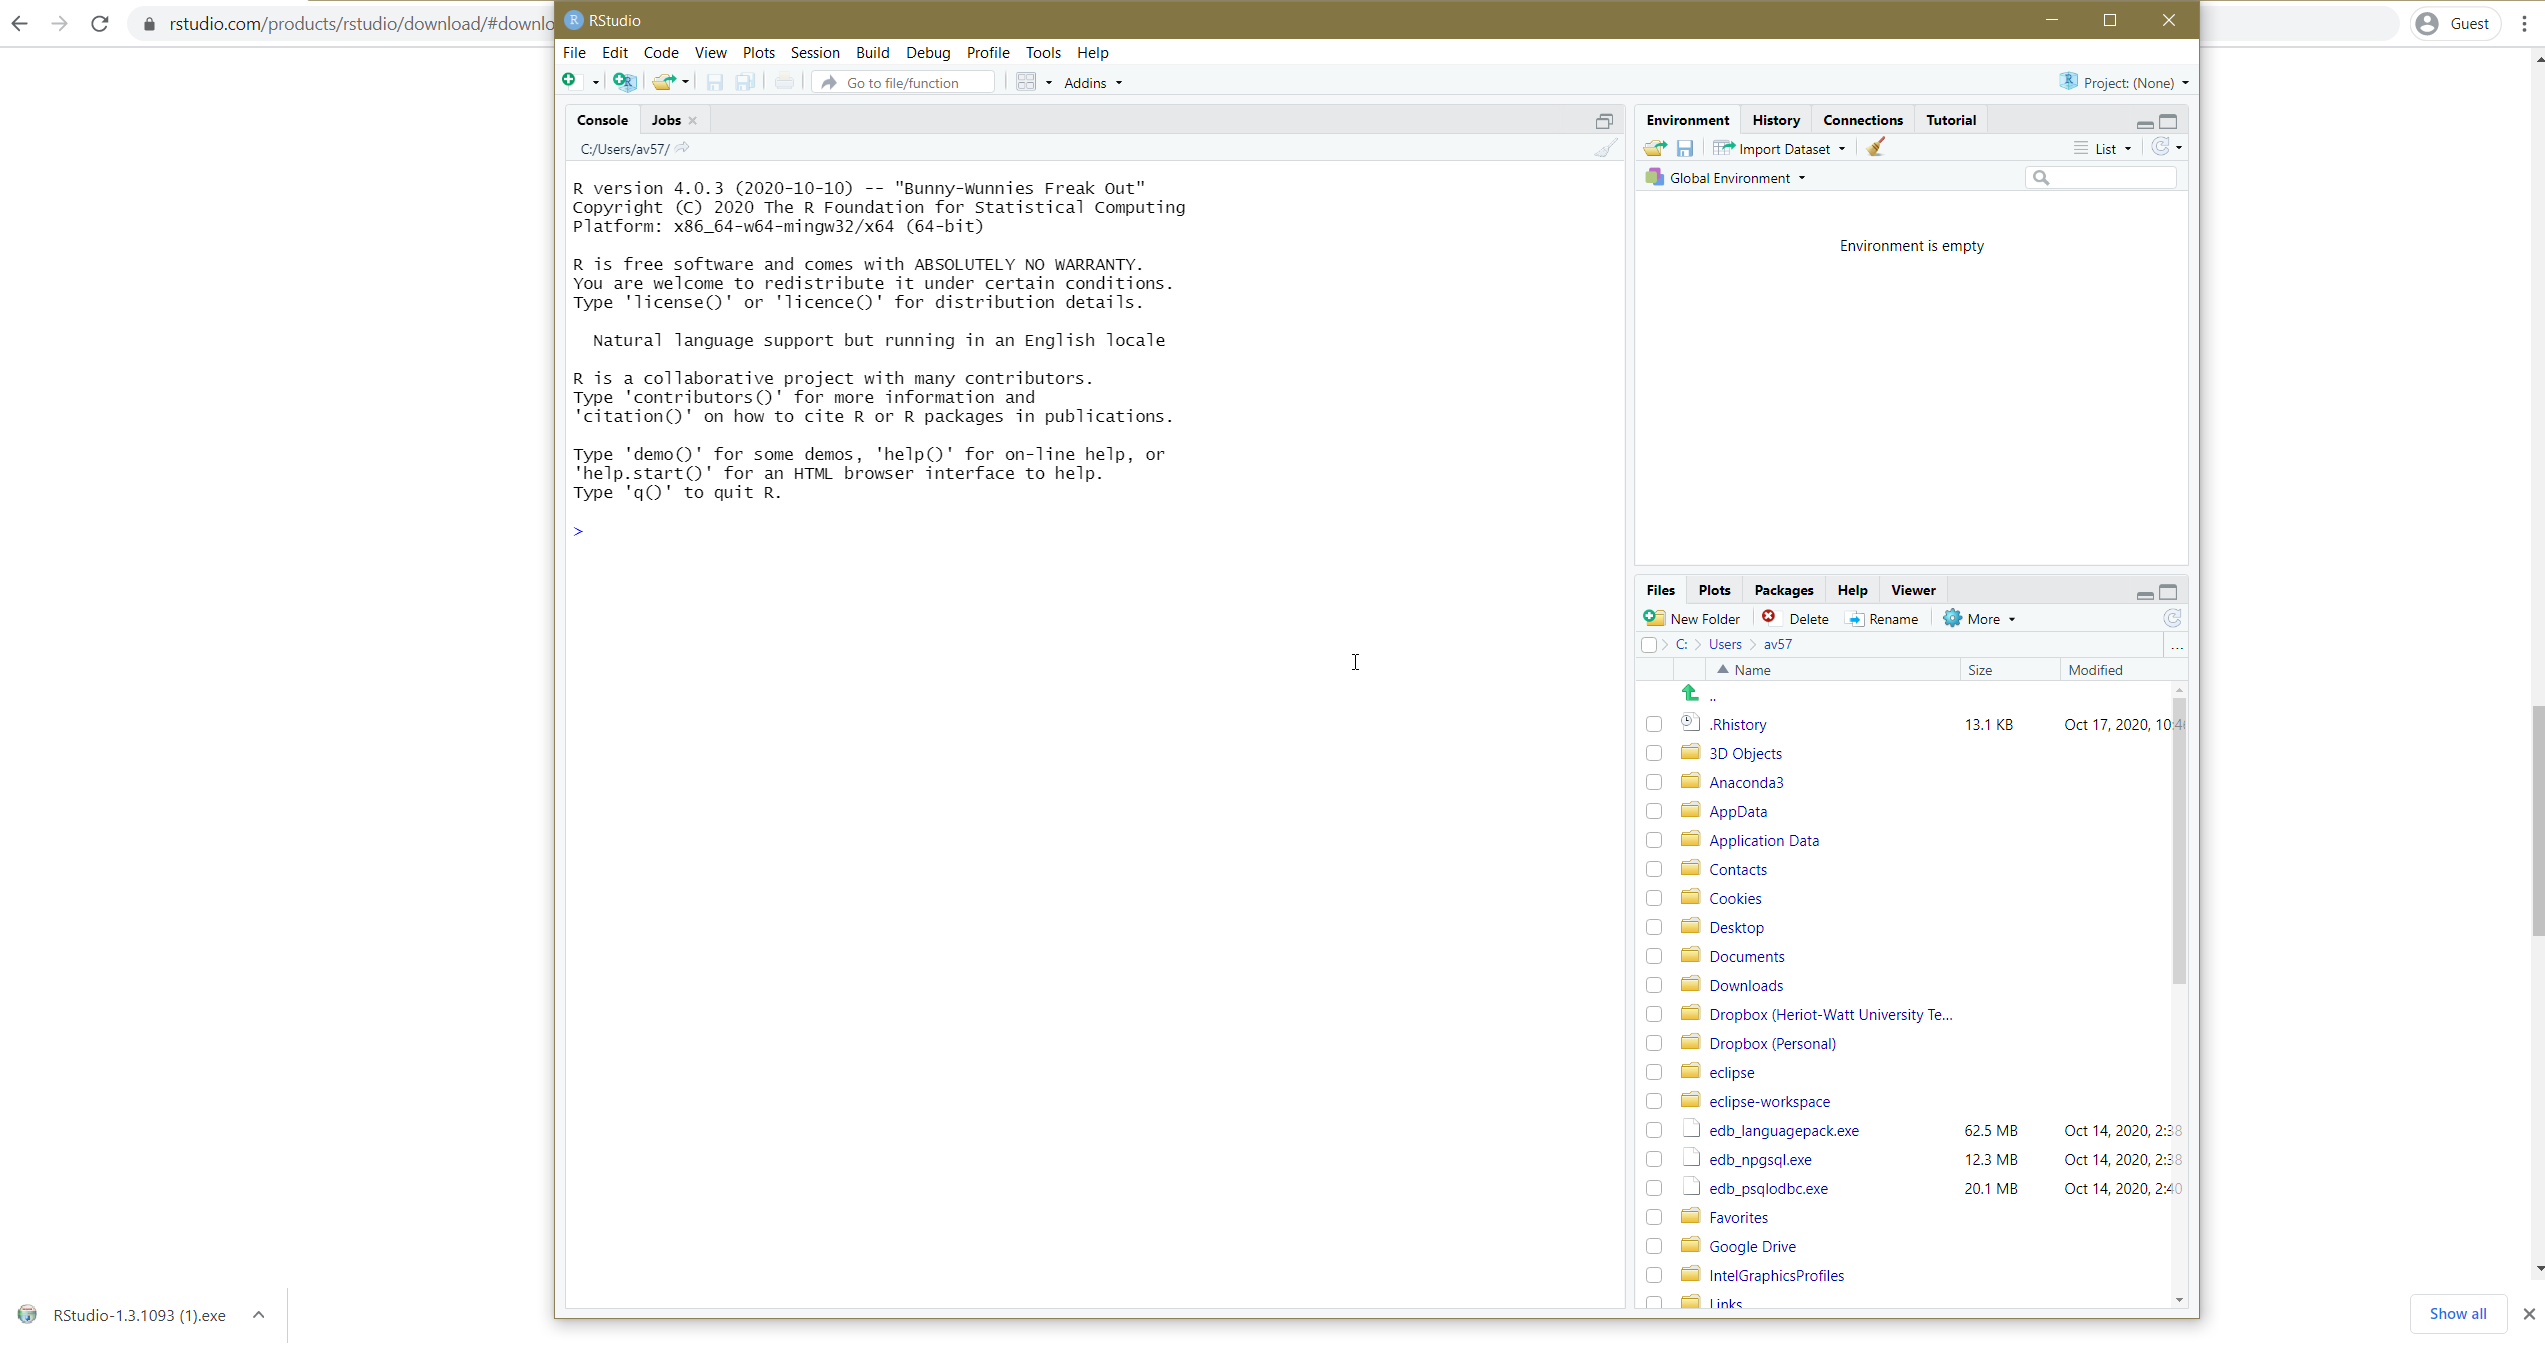 rstudio.com/products/rstudio/download/#downlo
Guest
RStudio
File Edit Code View Plots Session Build Debug Profile Tools Help
Go to file/function Addins Project: (None)
Console Jobs
C:/Users/av57/
R version 4.0.3 (2020-10-10) -- "Bunny-Wunnies Freak Out"
Copyright (C) 2020 The R Foundation for Statistical Computing
Platform: x86_64-w64-mingw32/x64 (64-bit)
R is free software and comes with ABSOLUTELY NO WARRANTY.
You are welcome to redistribute it under certain conditions.
Type 'license()' or 'licence()' for distribution details.
Natural language support but running in an English locale
R is a collaborative project with many contributors.
Type 'contributors()' for more information and
'citation()' on how to cite R or R packages in publications.
Type 'demo()' for some demos, 'help()' for on-line help, or
'help.start()' for an HTML browser interface to help.
Type 'q()' to quit R.
>
Environment History Connections Tutorial
Import Dataset List
Global Environment
Environment is empty
Files Plots Packages Help Viewer
New Folder Delete Rename More
C: Users av57 ...
Name Size Modified
..
.Rhistory 13.1 KB Oct 17, 2020, 10:4
3D Objects
Anaconda3
AppData
Application Data
Contacts
Cookies
Desktop
Documents
Downloads
Dropbox (Heriot-Watt University Te...
Dropbox (Personal)
eclipse
eclipse-workspace
edb_languagepack.exe 62.5 MB Oct 14, 2020, 2:38
edb_npgsql.exe 12.3 MB Oct 14, 2020, 2:38
edb_psqlodbc.exe 20.1 MB Oct 14, 2020, 2:40
Favorites
Google Drive
IntelGraphicsProfiles
Links
RStudio-1.3.1093 (1).exe
Show all